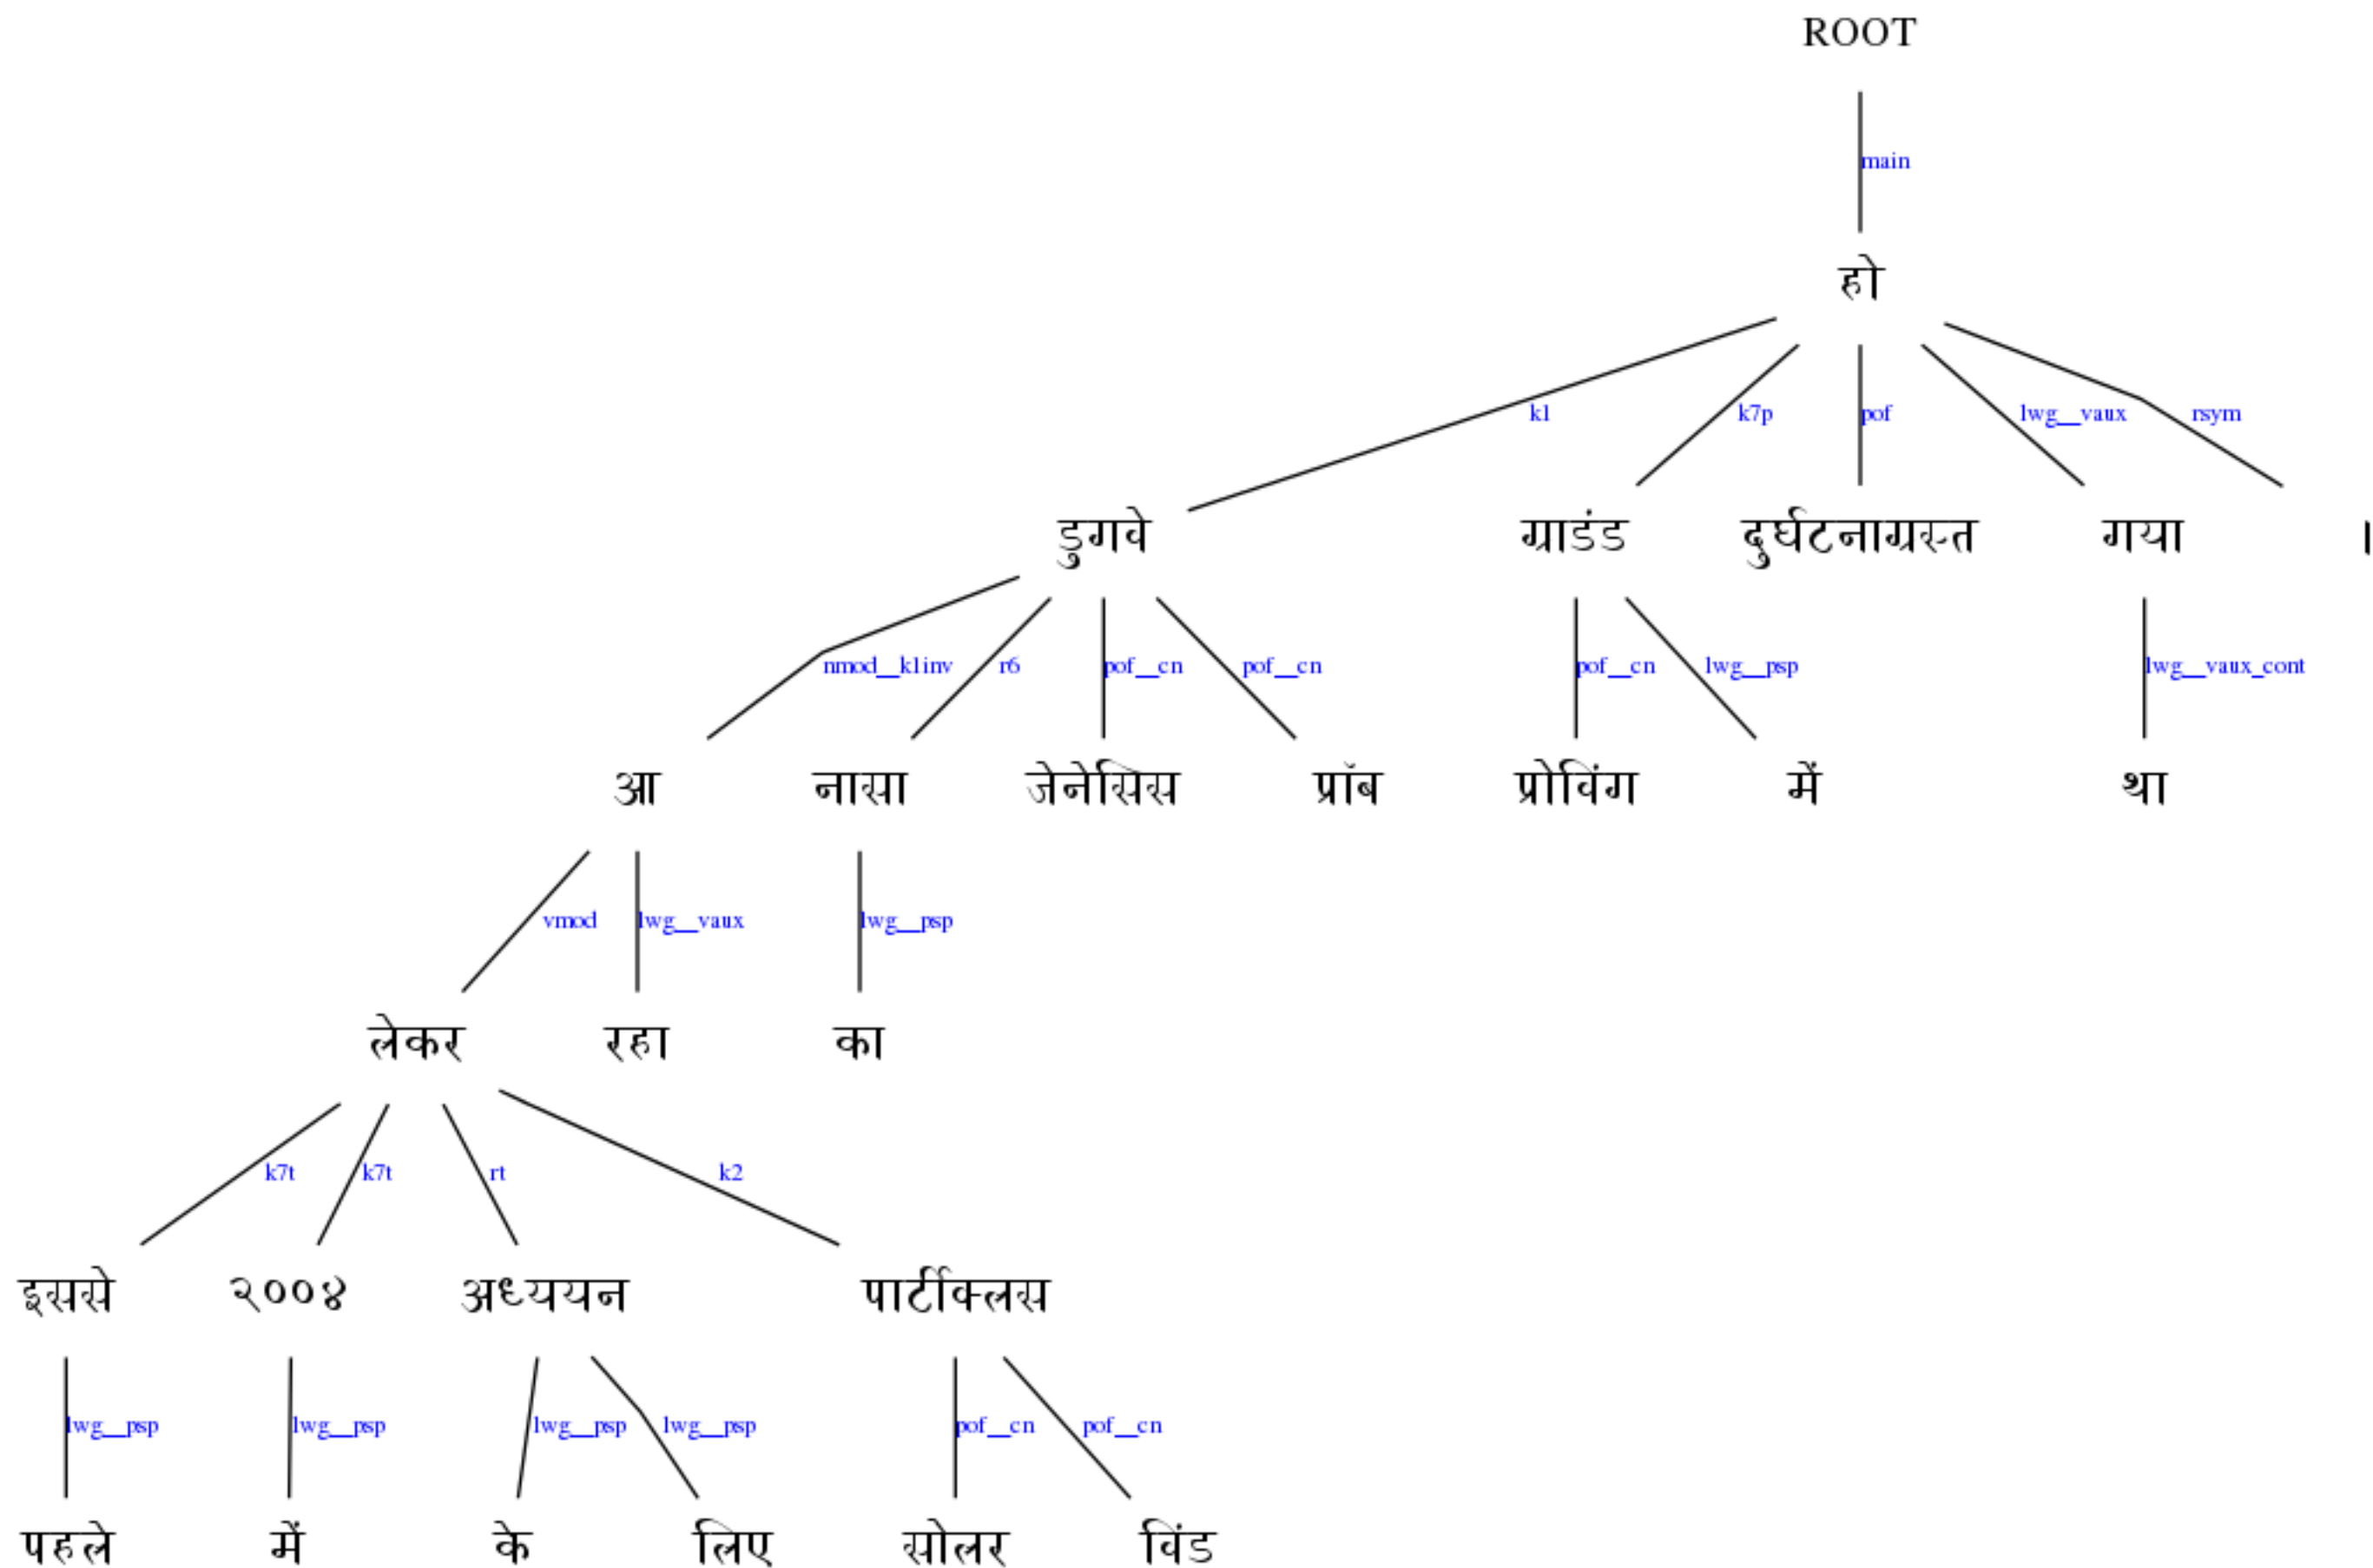 ROOT
main
हो
k1 k7p pof lwg__vaux rsym
डुगवे ग्राउंड दुर्घटनाग्रस्त गया ।
nmod__k1inv r6 pof__cn pof__cn pof__cn lwg__psp lwg__vaux_cont
आ नासा जेनेसिस प्रॉब प्रोविंग में था
vmod lwg__vaux lwg__psp
लेकर रहा का
k7t k7t rt k2
इससे २००४ अध्ययन पार्टीक्लस
lwg__psp lwg__psp lwg__psp lwg__psp pof__cn pof__cn
पहले में के लिए सोलर विंड